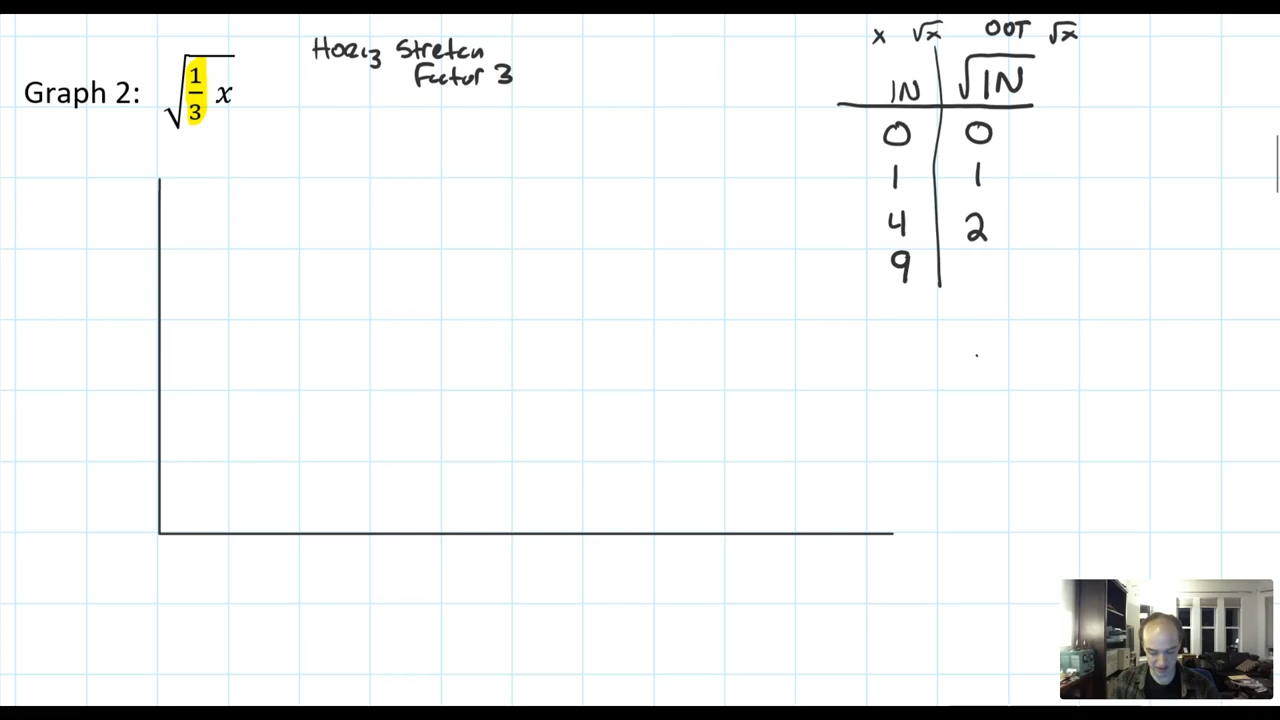 Horiz Stretch
Factor 3
Graph 2: √(1/3 x)
x √x OUT √x
IN √IN
0 0
1 1
4 2
9